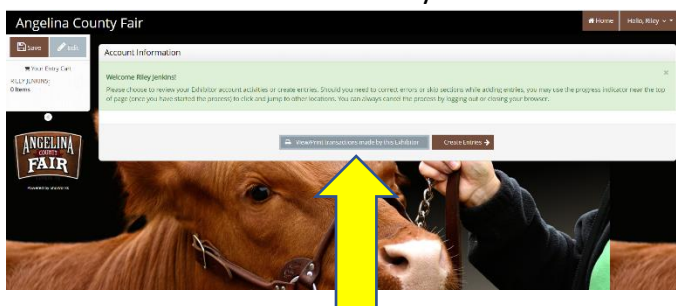 Angelina County Fair
Home
Hello, Riley
Save
Edit
Your Entry Cart
RILEY JENKINS:
0 Items
Account Information
Welcome Riley Jenkins!
Please choose to review your Exhibitor account activities or create entries. Should you need to correct errors or skip sections while adding entries, you may use the progress indicator near the top
of page (once you have started the process) to click and jump to other locations. You can always cancel the process by logging out or closing your browser.
View/Print transactions made by this Exhibitor
Create Entries
ANGELINA
COUNTY
FAIR